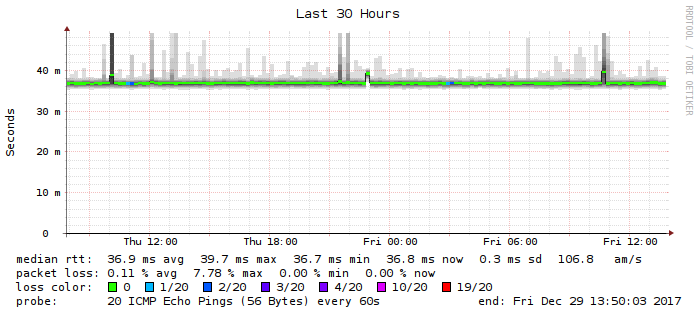 Last 30 Hours
RRDTOOL / TOBI OETIKER
Seconds
40 m
30 m
20 m
10 m
0
Thu 12:00 Thu 18:00 Fri 00:00 Fri 06:00 Fri 12:00
median rtt: 36.9 ms avg 39.7 ms max 36.7 ms min 36.8 ms now 0.3 ms sd 106.8 am/s
packet loss: 0.11 % avg 7.78 % max 0.00 % min 0.00 % now
loss color: 0 1/20 2/20 3/20 4/20 10/20 19/20
probe: 20 ICMP Echo Pings (56 Bytes) every 60s end: Fri Dec 29 13:50:03 2017